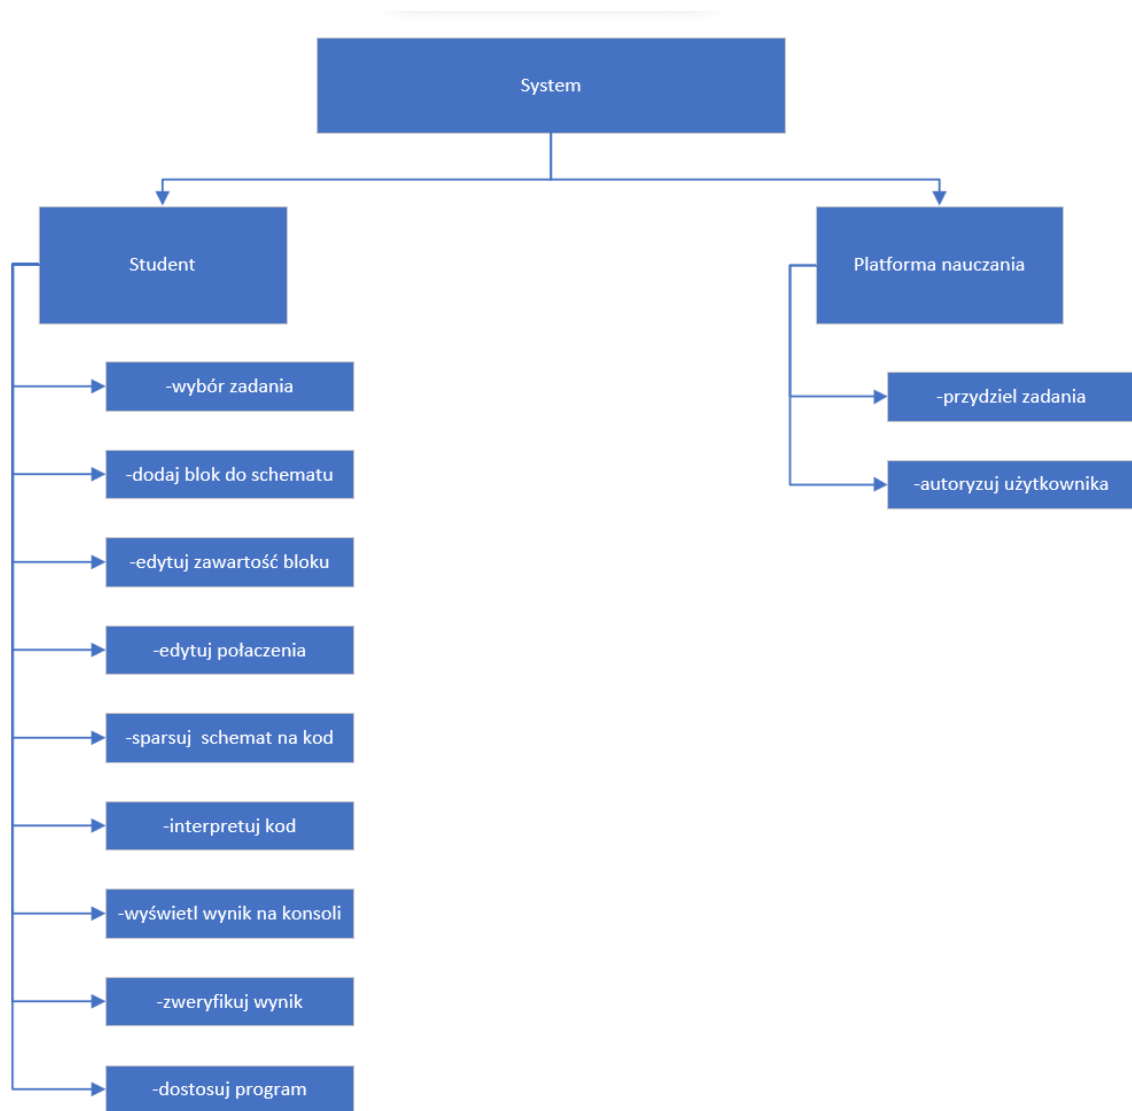 System
Student
Platforma nauczania
-wybór zadania
-przydziel zadania
-dodaj blok do schematu
-autoryzuj użytkownika
-edytuj zawartość bloku
-edytuj połaczenia
-sparsuj  schemat na kod
-interpretuj kod
-wyświetl wynik na konsoli
-zweryfikuj wynik
-dostosuj program